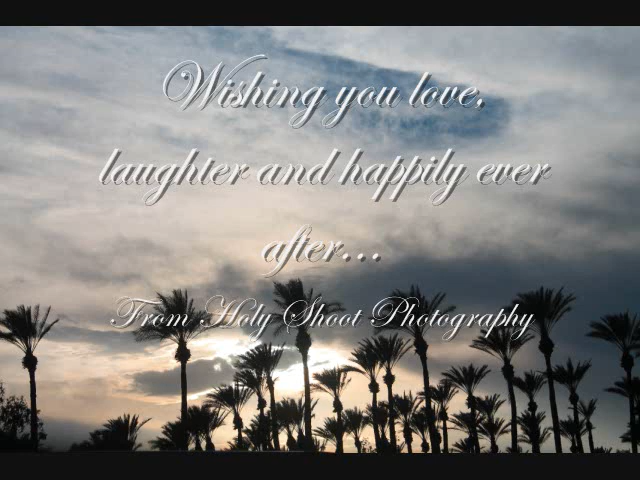 Wishing you love,
laughter and happily ever
after...
From Holy Shoot Photography